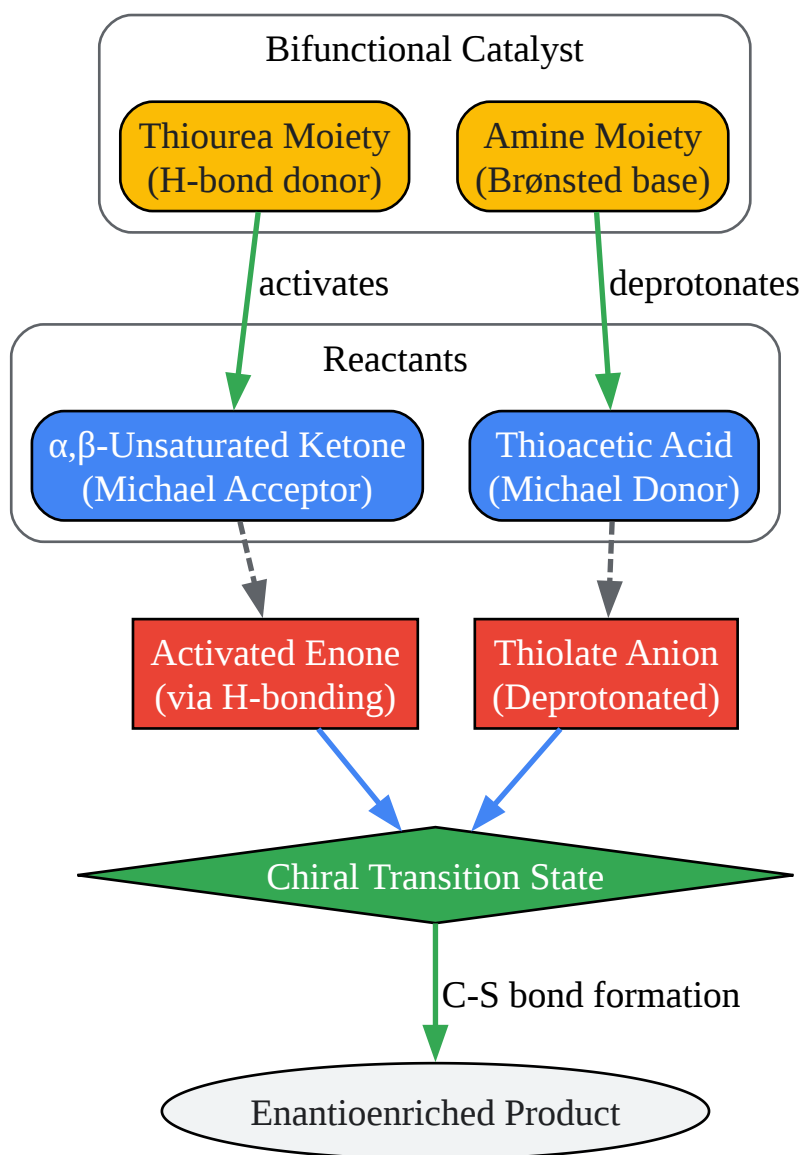 Bifunctional Catalyst
Thiourea Moiety
(H-bond donor)
Amine Moiety
(Brønsted base)
activates
deprotonates
Reactants
α,β-Unsaturated Ketone
(Michael Acceptor)
Thioacetic Acid
(Michael Donor)
Activated Enone
(via H-bonding)
Thiolate Anion
(Deprotonated)
Chiral Transition State
C-S bond formation
Enantioenriched Product